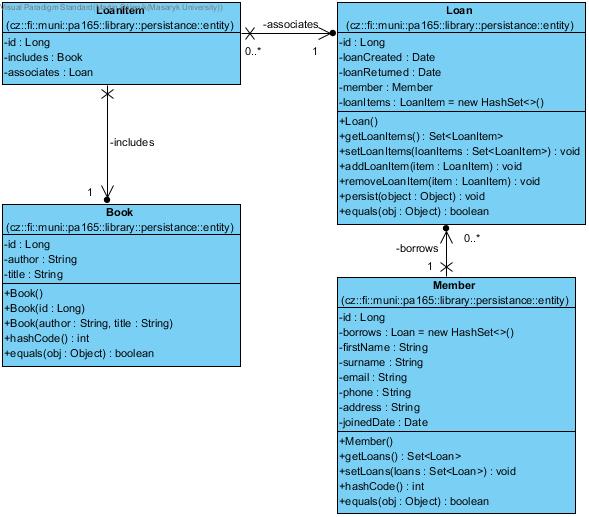 Visual Paradigm Standard( (Masaryk University))
LoanItem
(cz::fi::muni::pa165::library::persistance::entity)
-id : Long
-includes : Book
-associates : Loan
-associates
0..*
1
Loan
(cz::fi::muni::pa165::library::persistance::entity)
-id : Long
-loanCreated : Date
-loanReturned : Date
-member : Member
-loanItems : LoanItem = new HashSet<>()
+Loan()
+getLoanItems() : Set<LoanItem>
+setLoanItems(loanItems : Set<LoanItem>) : void
+addLoanItem(item : LoanItem) : void
+removeLoanItem(item : LoanItem) : void
+persist(object : Object) : void
+equals(obj : Object) : boolean
-includes
1
Book
(cz::fi::muni::pa165::library::persistance::entity)
-id : Long
-author : String
-title : String
+Book()
+Book(id : Long)
+Book(author : String, title : String)
+hashCode() : int
+equals(obj : Object) : boolean
0..*
-borrows
1
Member
(cz::fi::muni::pa165::library::persistance::entity)
-id : Long
-borrows : Loan = new HashSet<>()
-firstName : String
-surname : String
-email : String
-phone : String
-address : String
-joinedDate : Date
+Member()
+getLoans() : Set<Loan>
+setLoans(loans : Set<Loan>) : void
+hashCode() : int
+equals(obj : Object) : boolean